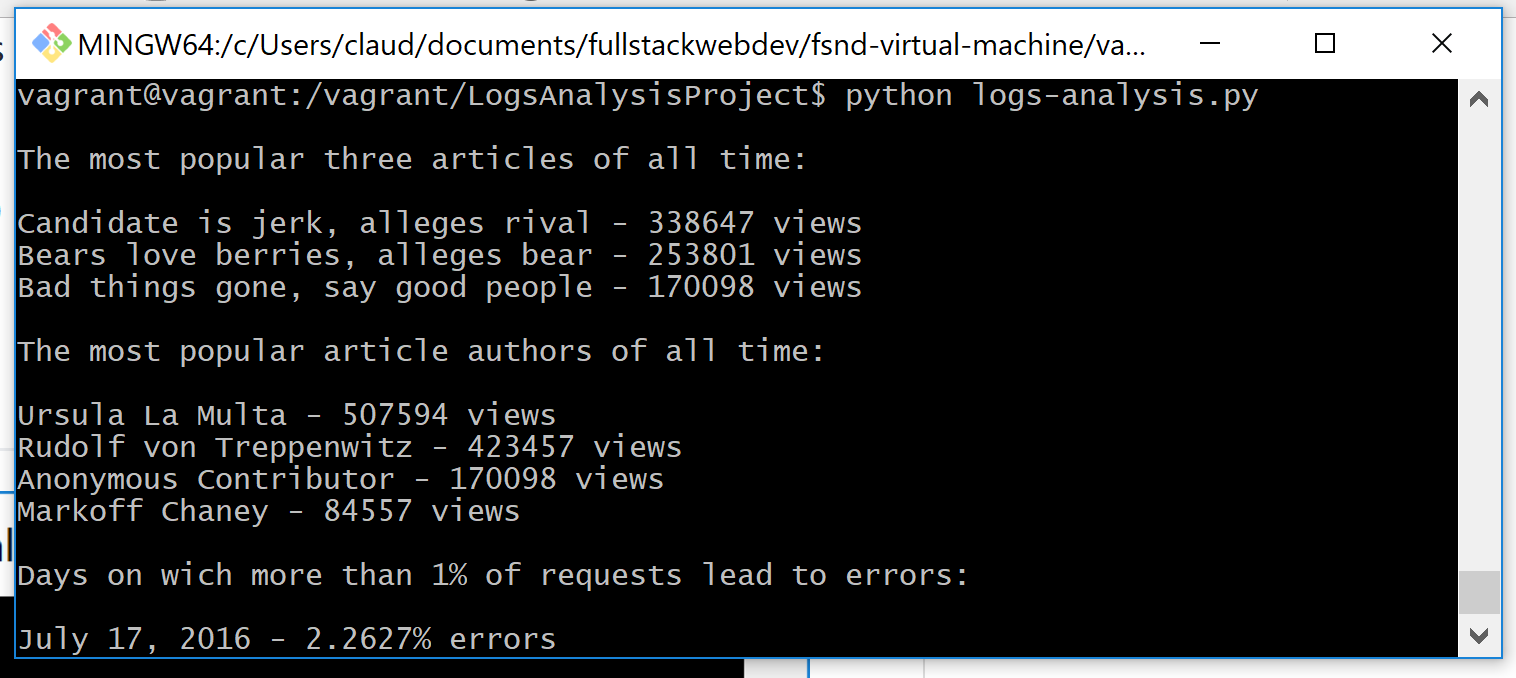 MINGW64:/c/Users/claud/documents/fullstackwebdev/fsnd-virtual-machine/va...
vagrant@vagrant:/vagrant/LogsAnalysisProject$ python logs-analysis.py
The most popular three articles of all time:
Candidate is jerk, alleges rival - 338647 views
Bears love berries, alleges bear - 253801 views
Bad things gone, say good people - 170098 views
The most popular article authors of all time:
Ursula La Multa - 507594 views
Rudolf von Treppenwitz - 423457 views
Anonymous Contributor - 170098 views
Markoff Chaney - 84557 views
Days on wich more than 1% of requests lead to errors:
July 17, 2016 - 2.2627% errors